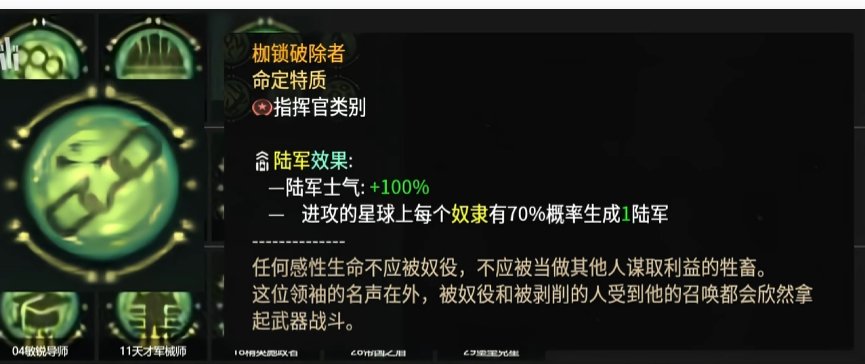 枷锁破除者
命定特质
指挥官类别
陆军效果:
—陆军士气: +100%
— 进攻的星球上每个奴隶有70%概率生成1陆军
--------------
任何感性生命不应被奴役，不应被当做其他人谋取利益的牲畜。
这位领袖的名声在外，被奴役和被剥削的人受到他的召唤都会欣然拿
起武器战斗。
04敏锐导师
11天才军械师